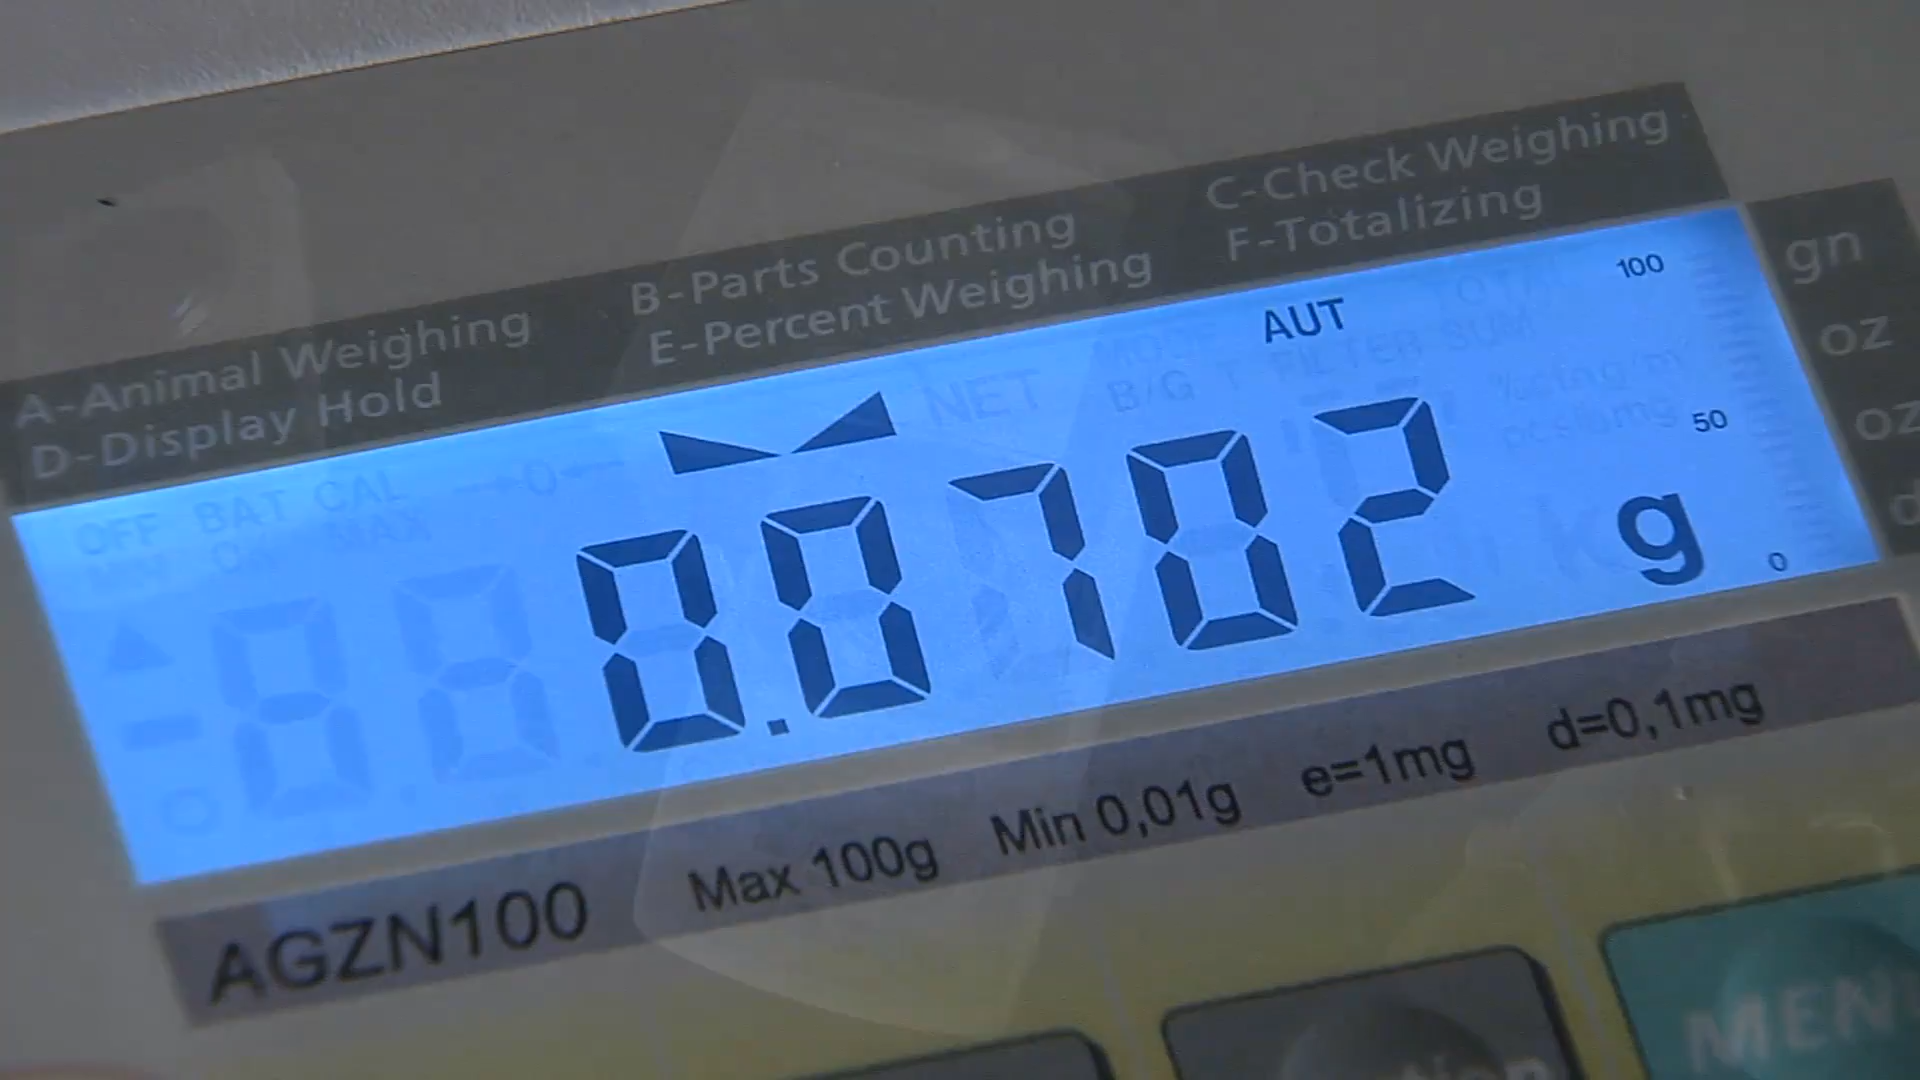 A-Animal Weighing B-Parts Counting C-Check Weighing
D-Display Hold E-Percent Weighing F-Totalizing
gn
oz
oz
d
AUT 100
OFF BAT CAL →0← NET B/G T FILTER SUM
MAX
50
0.0702 g
0
AGZN100 Max 100g Min 0,01g e=1mg d=0,1mg
MEN